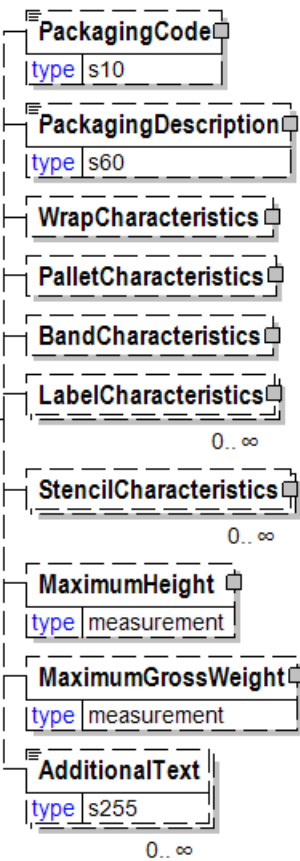 PackagingCode
type s10
PackagingDescription
type s60
WrapCharacteristics
PalletCharacteristics
BandCharacteristics
LabelCharacteristics
0.. ∞
StencilCharacteristics
0.. ∞
MaximumHeight
type measurement
MaximumGrossWeight
type measurement
AdditionalText
type s255
0.. ∞